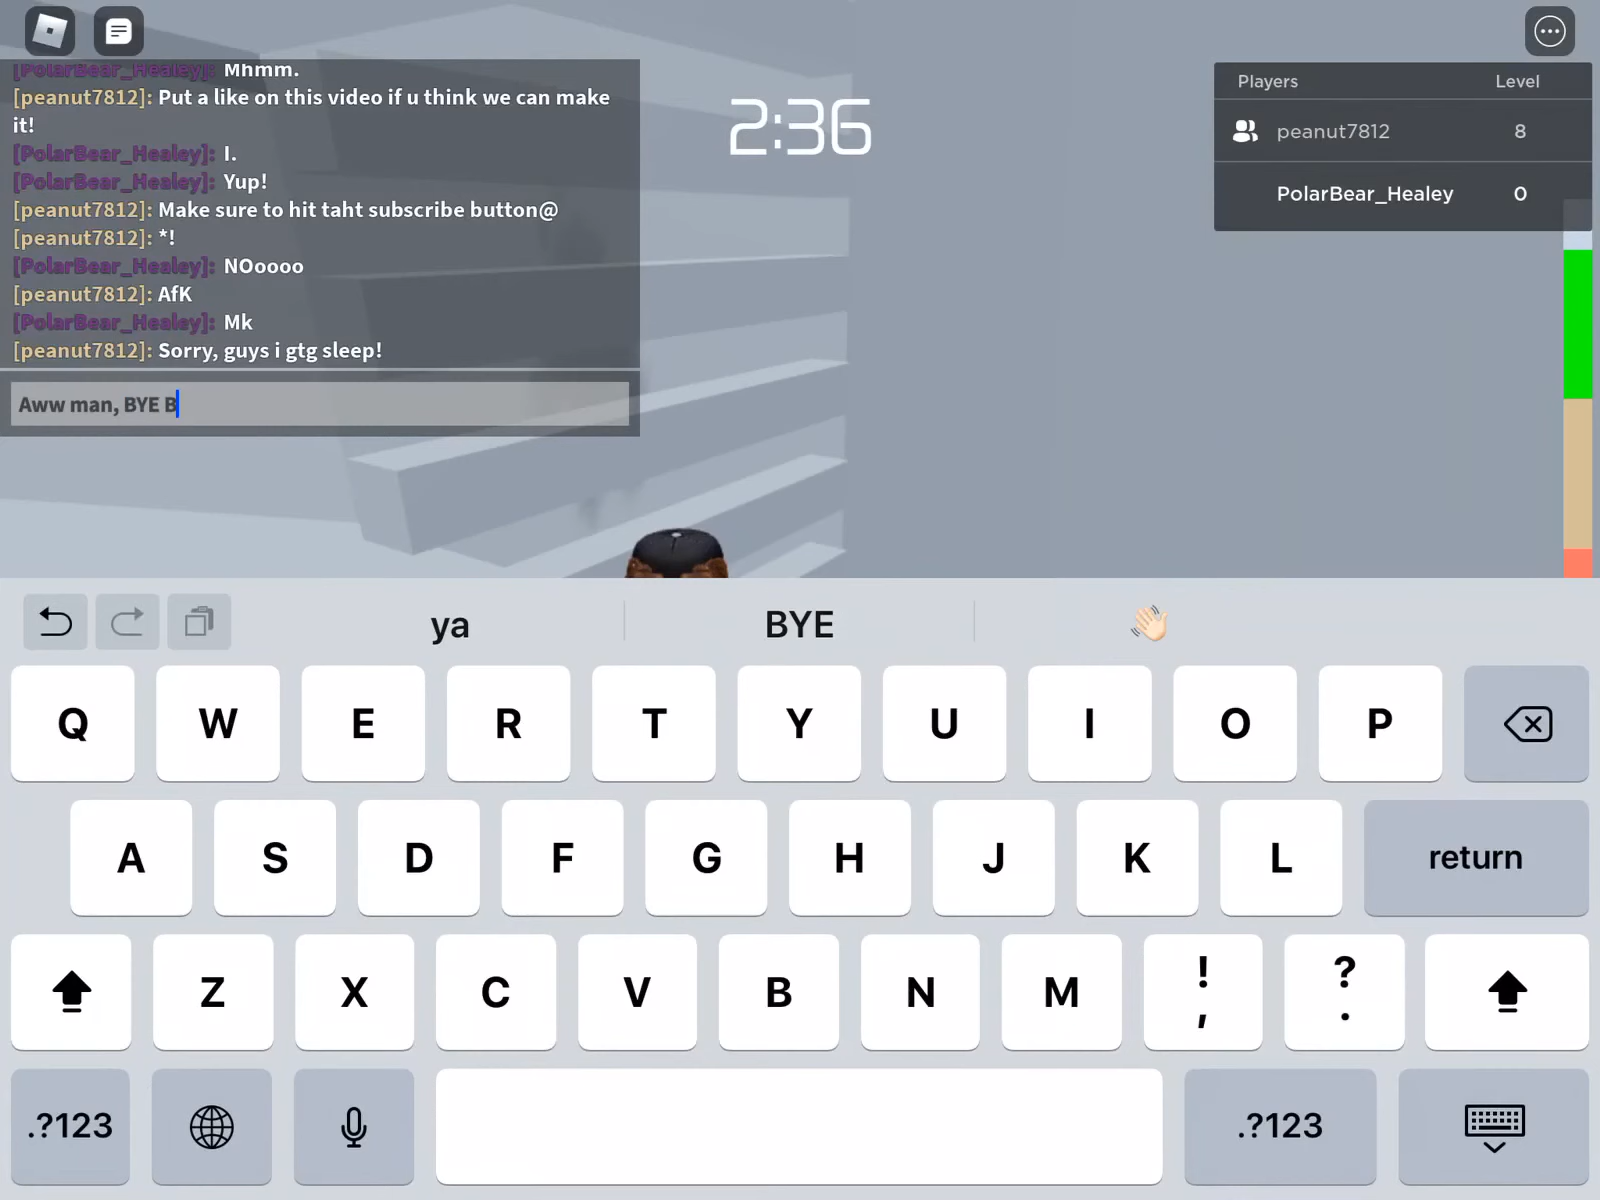 [PolarBear_Healey]: Mhmm.
[peanut7812]: Put a like on this video if u think we can make
it!
[PolarBear_Healey]: I.
[PolarBear_Healey]: Yup!
[peanut7812]: Make sure to hit taht subscribe button@
[peanut7812]: *!
[PolarBear_Healey]: NOoooo
[peanut7812]: AfK
[PolarBear_Healey]: Mk
[peanut7812]: Sorry, guys i gtg sleep!
Aww man, BYE B
2:36
Players Level
peanut7812 8
PolarBear_Healey 0
ya BYE 👋🏻
Q W E R T Y U I O P
A S D F G H J K L return
Z X C V B N M ! , ? .
.?123 .?123